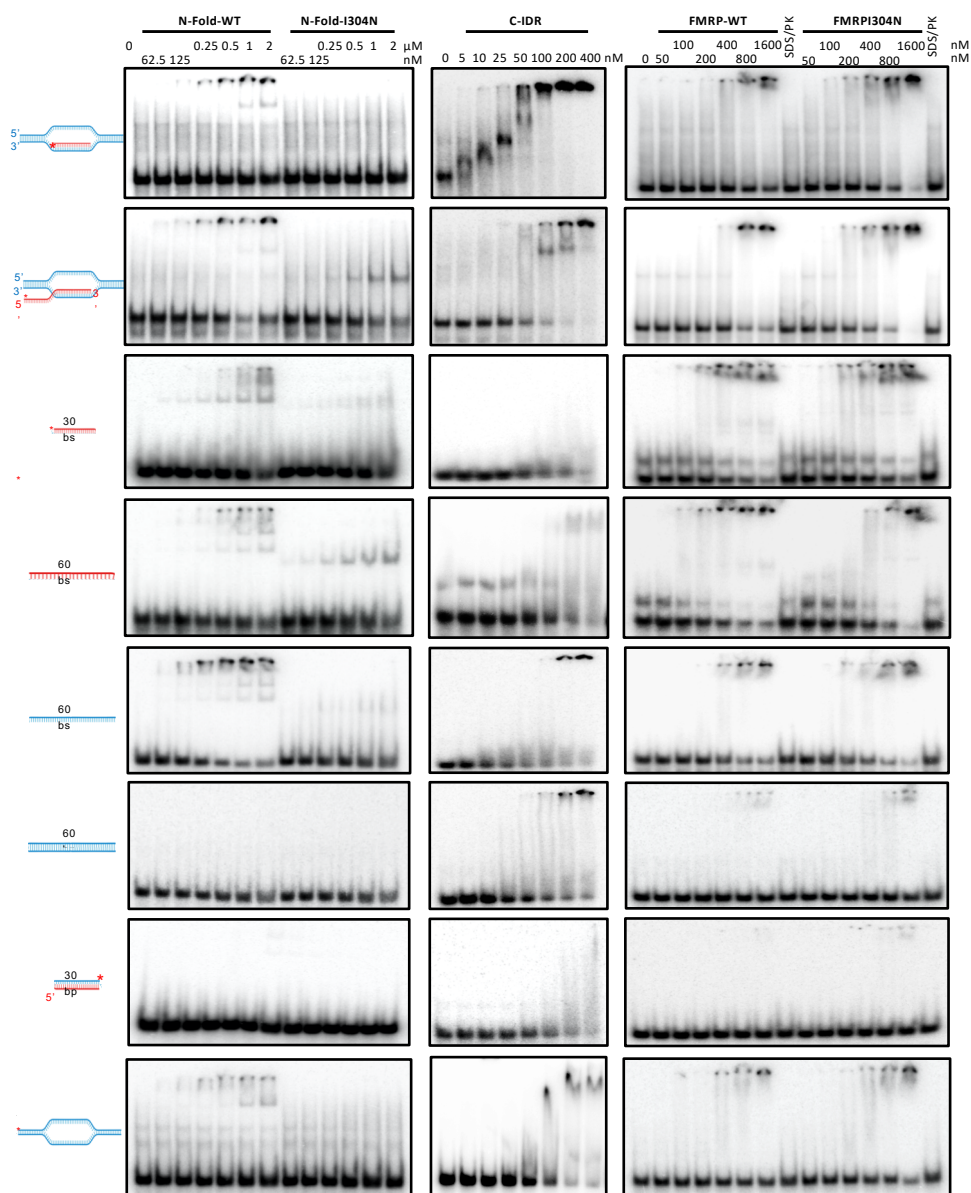 N-Fold-WT N-Fold-I304N C-IDR FMRP-WT SDS/PK FMRPI304N SDS/PK
0 0.25 0.5 1 2 0.25 0.5 1 2 μM 100 400 1600 100 400 1600 nM
62.5 125 62.5 125 nM 0 5 10 25 50 100 200 400 nM 0 50 200 800 50 200 800 nM
5'
3' *
5'
3' 3
* 5 '
'
30
* bs
*
60
bs
60
bs
60
30 *
bp
5'
*